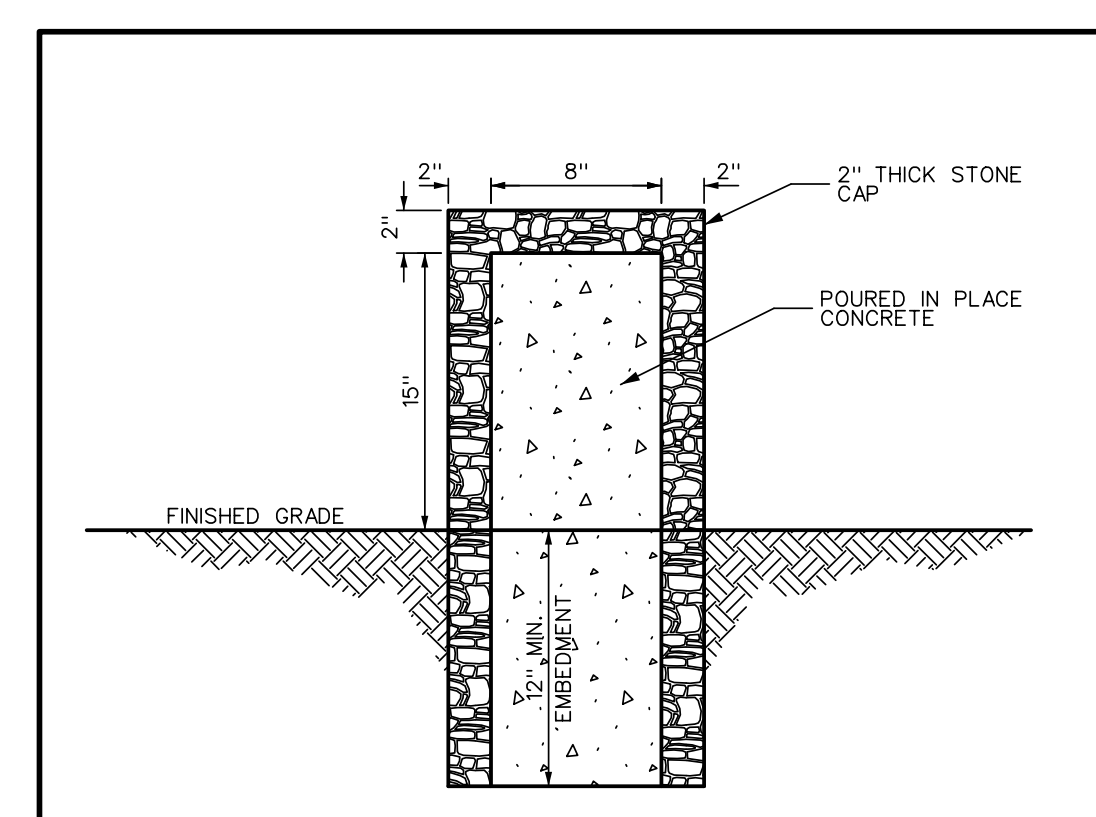 2" 8" 2"
2" THICK STONE
CAP
2"
POURED IN PLACE
CONCRETE
15"
FINISHED GRADE
12" MIN.
EMBEDMENT